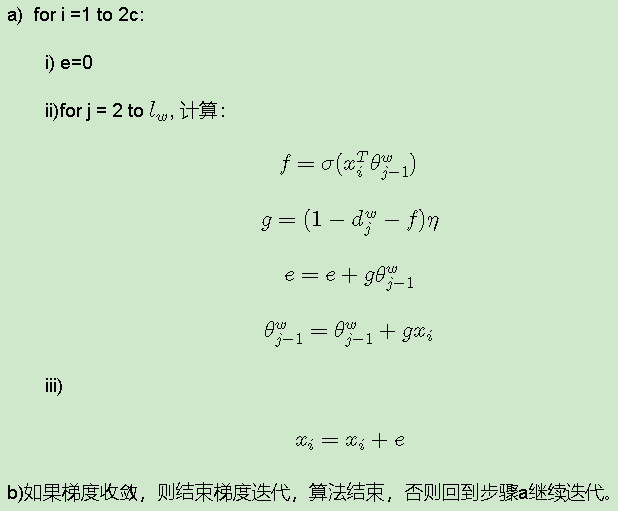 a)  for i =1 to 2c:
i) e=0
ii)for j = 2 to $l_w$, 计算：
$f = \sigma(x_i^T \theta_{j-1}^w)$
$g = (1 - d_j^w - f)\eta$
$e = e + g\theta_{j-1}^w$
$\theta_{j-1}^w = \theta_{j-1}^w + gx_i$
iii)
$x_i = x_i + e$
b)如果梯度收敛，则结束梯度迭代，算法结束，否则回到步骤a继续迭代。